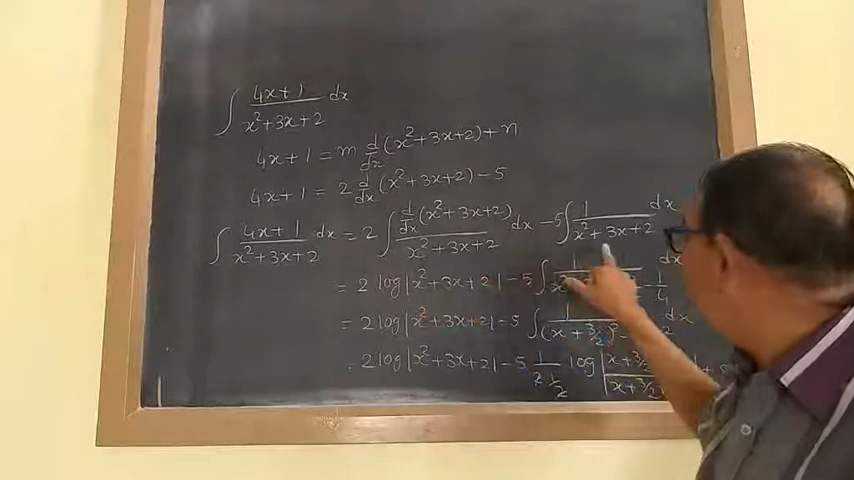 ∫ (4x+1)/(x²+3x+2) dx
4x+1 = m d/dx (x²+3x+2) + n
4x+1 = 2 d/dx (x²+3x+2) - 5
∫ (4x+1)/(x²+3x+2) dx = 2 ∫ (d/dx (x²+3x+2))/(x²+3x+2) dx - 5 ∫ 1/(x²+3x+2) dx
= 2 log|x²+3x+2| - 5 ∫ 1/ - 1/4 dx
= 2 log|x²+3x+2| - 5 ∫ 1/(x+3/2)² dx
= 2 log|x²+3x+2| - 5 1/(2·1/2) log |(x+3/2)/(x+3/2)| +